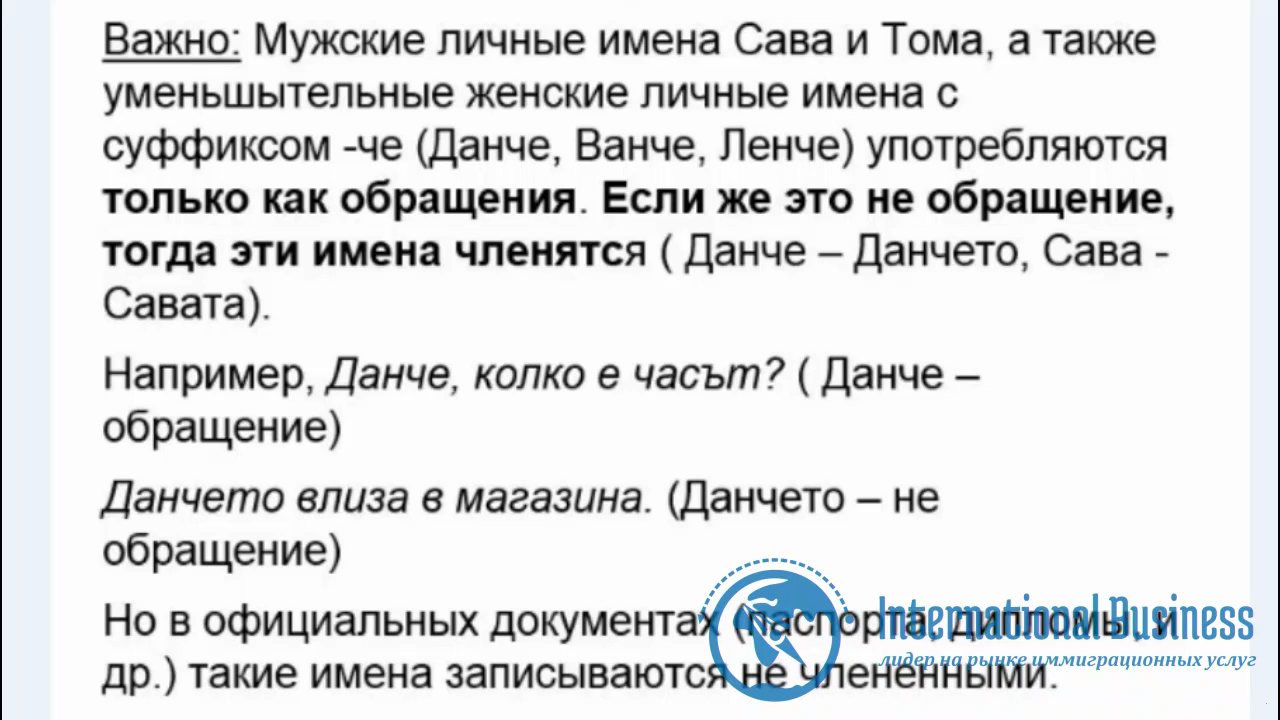 Важно: Мужские личные имена Сава и Тома, а также
уменьшытельные женские личные имена с
суффиксом -че (Данче, Ванче, Ленче) употребляются
только как обращения. Если же это не обращение,
тогда эти имена членятся ( Данче – Данчето, Сава -
Савата).
Например, Данче, колко е часът? ( Данче –
обращение)
Данчето влиза в магазина. (Данчето – не
обращение)
Но в официальных документах (паспорта, дипломы, и
др.) такие имена записываются не члененными.
International Business
лидер на рынке иммиграционных услуг